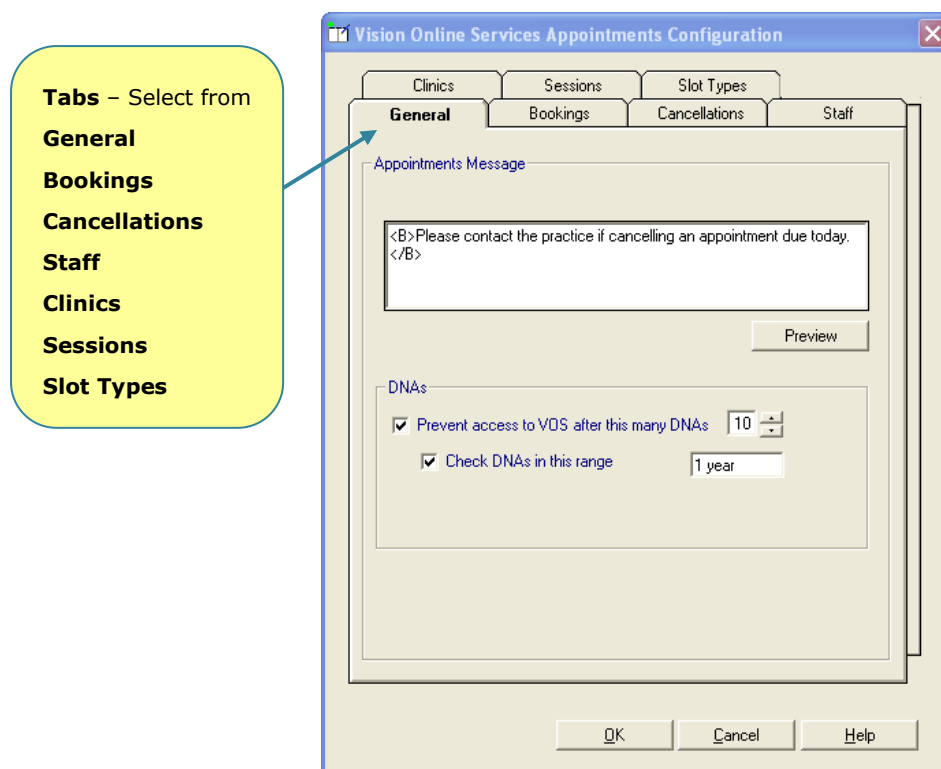 Tabs – Select from
General
Bookings
Cancellations
Staff
Clinics
Sessions
Slot Types
Vision Online Services Appointments Configuration
Clinics Sessions Slot Types
General Bookings Cancellations Staff
Appointments Message
<B>Please contact the practice if cancelling an appointment due today.
</B>
Preview
DNAs
Prevent access to VOS after this many DNAs 10
Check DNAs in this range 1 year
OK Cancel Help